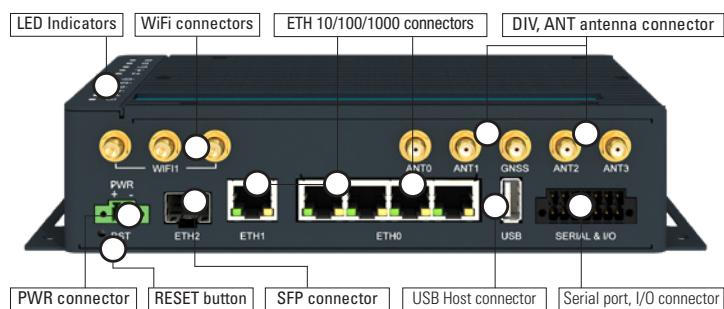 LED Indicators
WiFi connectors
ETH 10/100/1000 connectors
DIV, ANT antenna connector
WIFI1
ANT0
ANT1
GNSS
ANT2
ANT3
PWR
+ -
RST
ETH2
ETH1
ETH0
USB
SERIAL & I/O
PWR connector
RESET button
SFP connector
USB Host connector
Serial port, I/O connector